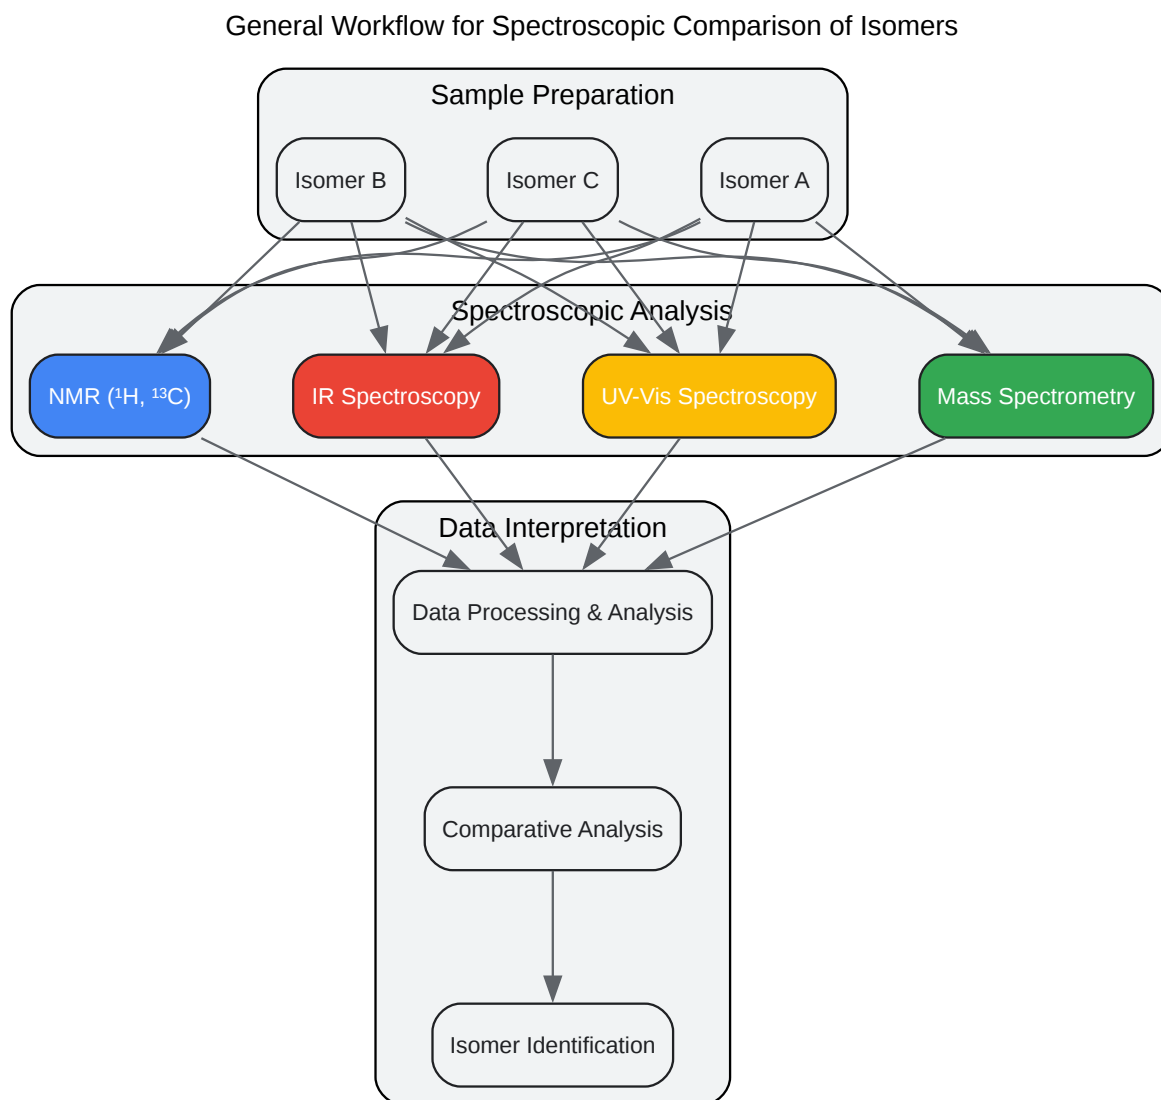 General Workflow for Spectroscopic Comparison of Isomers
Sample Preparation
Isomer B
Isomer C
Isomer A
Spectroscopic Analysis
NMR (¹H, ¹³C)
IR Spectroscopy
UV-Vis Spectroscopy
Mass Spectrometry
Data Interpretation
Data Processing & Analysis
Comparative Analysis
Isomer Identification